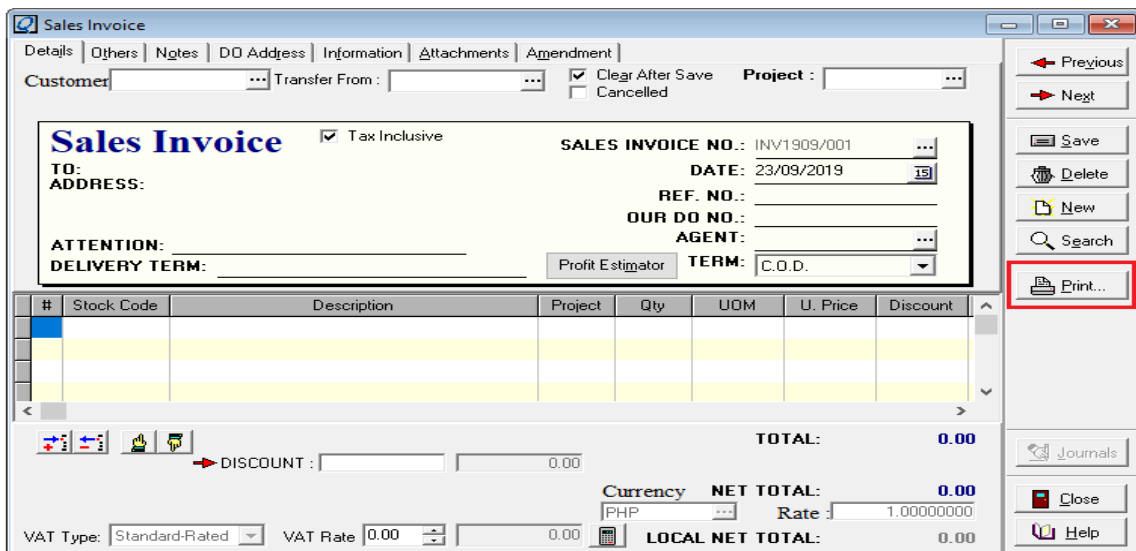 Sales Invoice
Details Others Notes DO Address Information Attachments Amendment
Customer ... Transfer From : ... Clear After Save Project : ...
Cancelled
Previous
Next
Sales Invoice Tax Inclusive SALES INVOICE NO.: INV1909/001 ...
Save
TO: DATE: 23/09/2019 15
ADDRESS: REF. NO.:
Delete
OUR DO NO.:
New
ATTENTION: AGENT: ...
Search
DELIVERY TERM: Profit Estimator TERM: C.O.D.
Print...
# Stock Code Description Project Qty UOM U. Price Discount
TOTAL: 0.00
DISCOUNT : 0.00
Journals
Currency NET TOTAL: 0.00
PHP ... Rate : 1.00000000
Close
VAT Type: Standard-Rated VAT Rate 0.00 0.00 LOCAL NET TOTAL: 0.00
Help